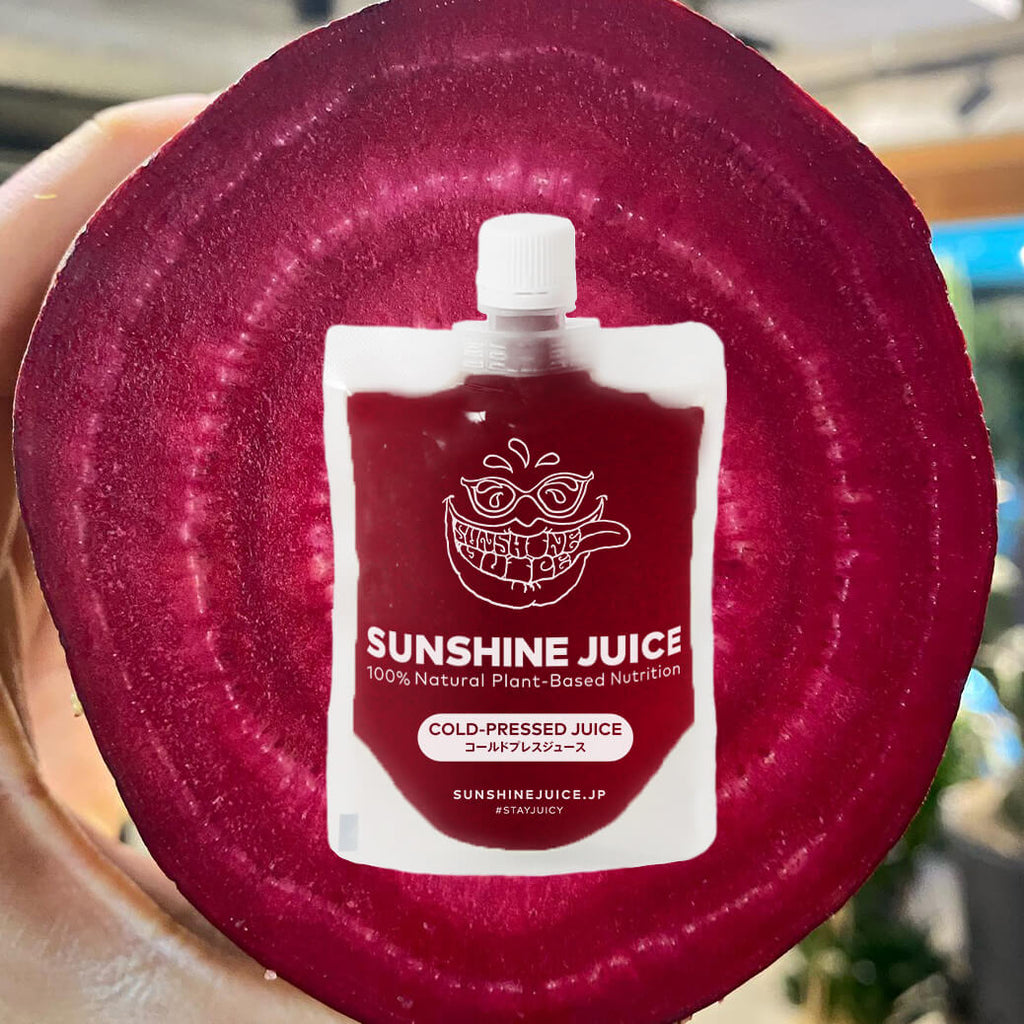 SUNSHINE
JUICE
SUNSHINE JUICE
100% Natural Plant-Based Nutrition
COLD-PRESSED JUICE
コールドプレスジュース
SUNSHINEJUICE.JP
#STAYJUICY